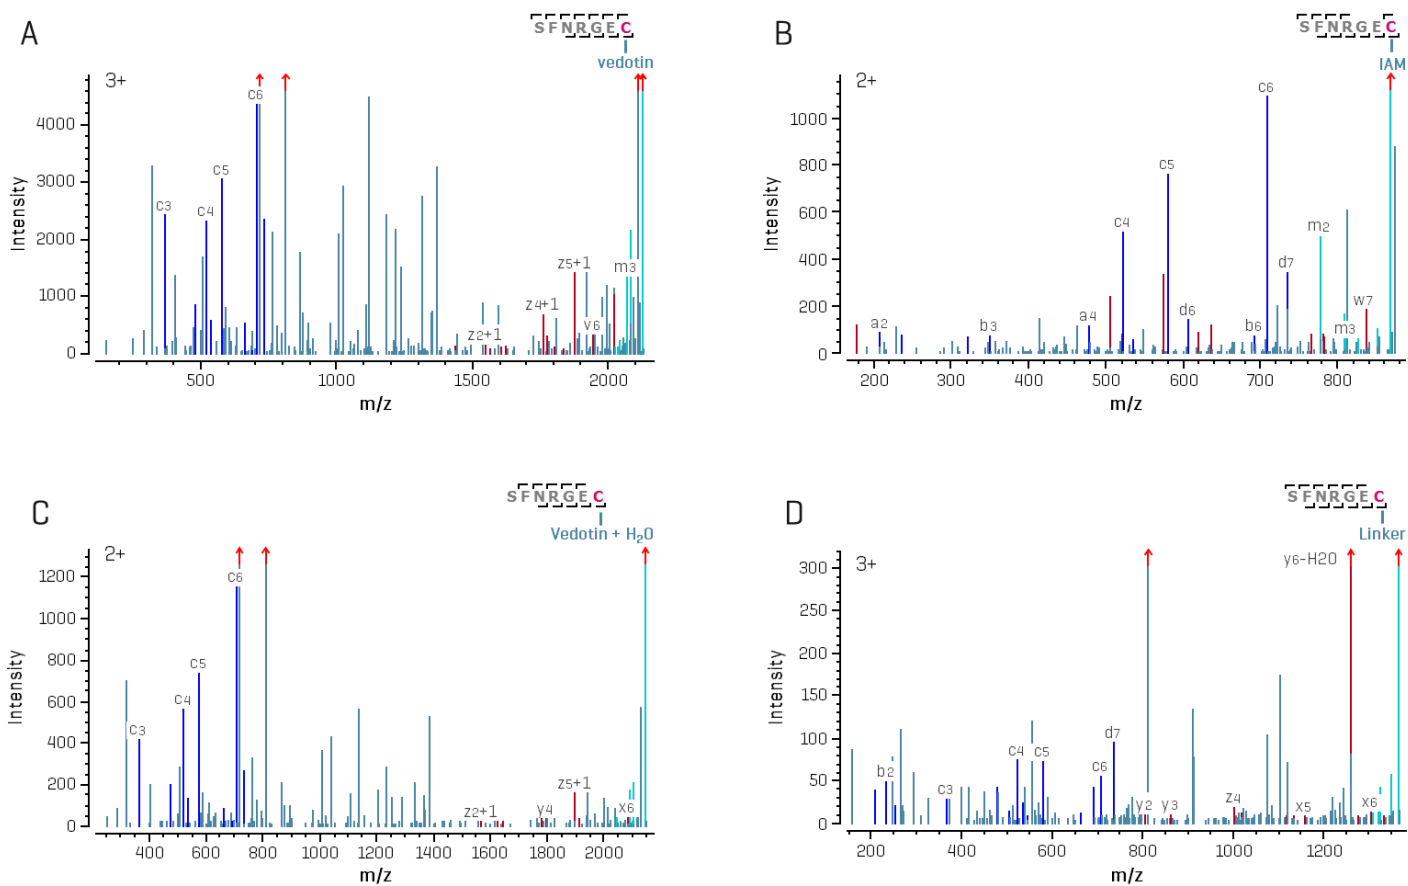 A
SFNRGEC
vedotin
3+
Intensity
4000
3000
2000
1000
0
c3
c4
c5
c6
z2+1
z4+1
z5+1
v6
m3
500
1000
1500
2000
m/z
B
SFNRGEC
IAM
2+
Intensity
1000
800
600
400
200
0
a2
b3
a4
c4
c5
d6
b6
c6
d7
m2
m3
w7
200
300
400
500
600
700
800
m/z
C
SFNRGEC
Vedotin + H2O
2+
Intensity
1200
1000
800
600
400
200
0
c3
c4
c5
c6
z2+1
y4
z5+1
x6
400
600
800
1000
1200
1400
1600
1800
2000
m/z
D
SFNRGEC
Linker
3+
y6-H2O
Intensity
300
250
200
150
100
50
0
b2
c3
c4
c5
c6
d7
y2
y3
z4
x5
x6
200
400
600
800
1000
1200
m/z